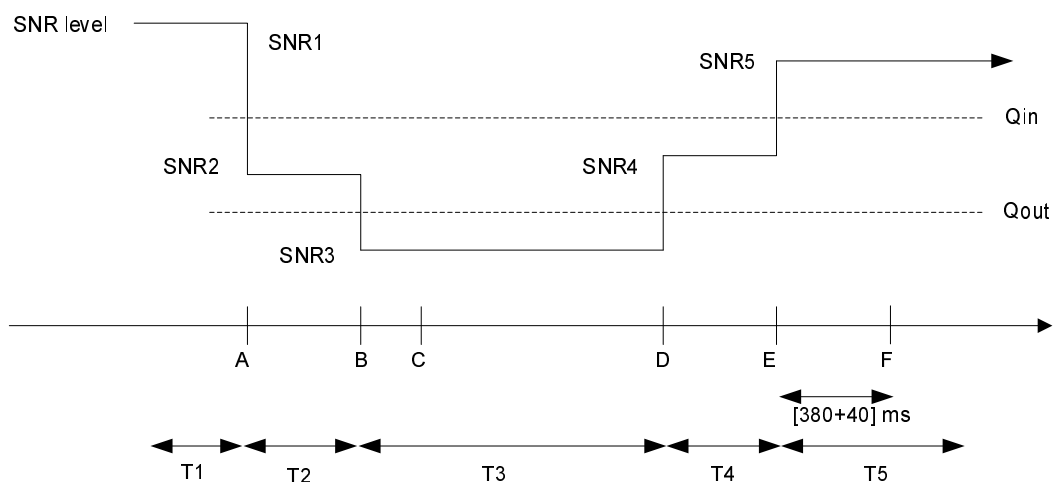 SNR level
SNR1
SNR5
Qin
SNR2
SNR4
Qout
SNR3
A B C D E F
[380+40] ms
T1 T2 T3 T4 T5